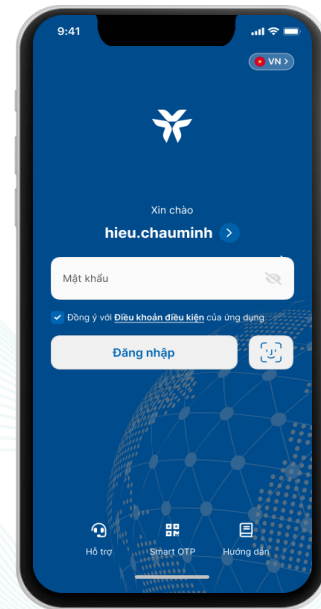 9:41
VN >
Xin chào
hieu.chauminh >
Mật khẩu
Đồng ý với Điều khoản điều kiện của ứng dụng
Đăng nhập
Hỗ trợ Smart OTP Hướng dẫn